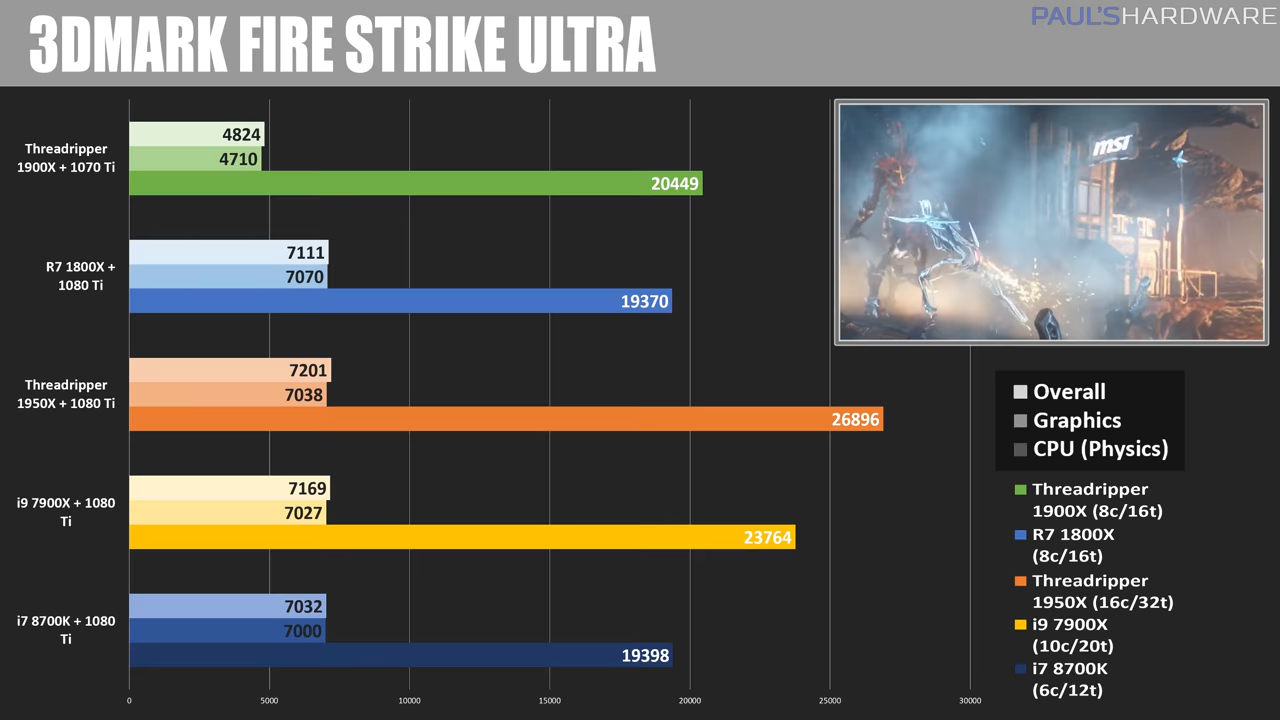 3DMARK FIRE STRIKE ULTRA
PAUL'SHARDWARE
Threadripper
1900X + 1070 Ti
4824
4710
20449
R7 1800X +
1080 Ti
7111
7070
19370
Threadripper
1950X + 1080 Ti
7201
7038
26896
i9 7900X + 1080
Ti
7169
7027
23764
i7 8700K + 1080
Ti
7032
7000
19398
0 5000 10000 15000 20000 25000 30000
msi
Overall
Graphics
CPU (Physics)
Threadripper
1900X (8c/16t)
R7 1800X
(8c/16t)
Threadripper
1950X (16c/32t)
i9 7900X
(10c/20t)
i7 8700K
(6c/12t)